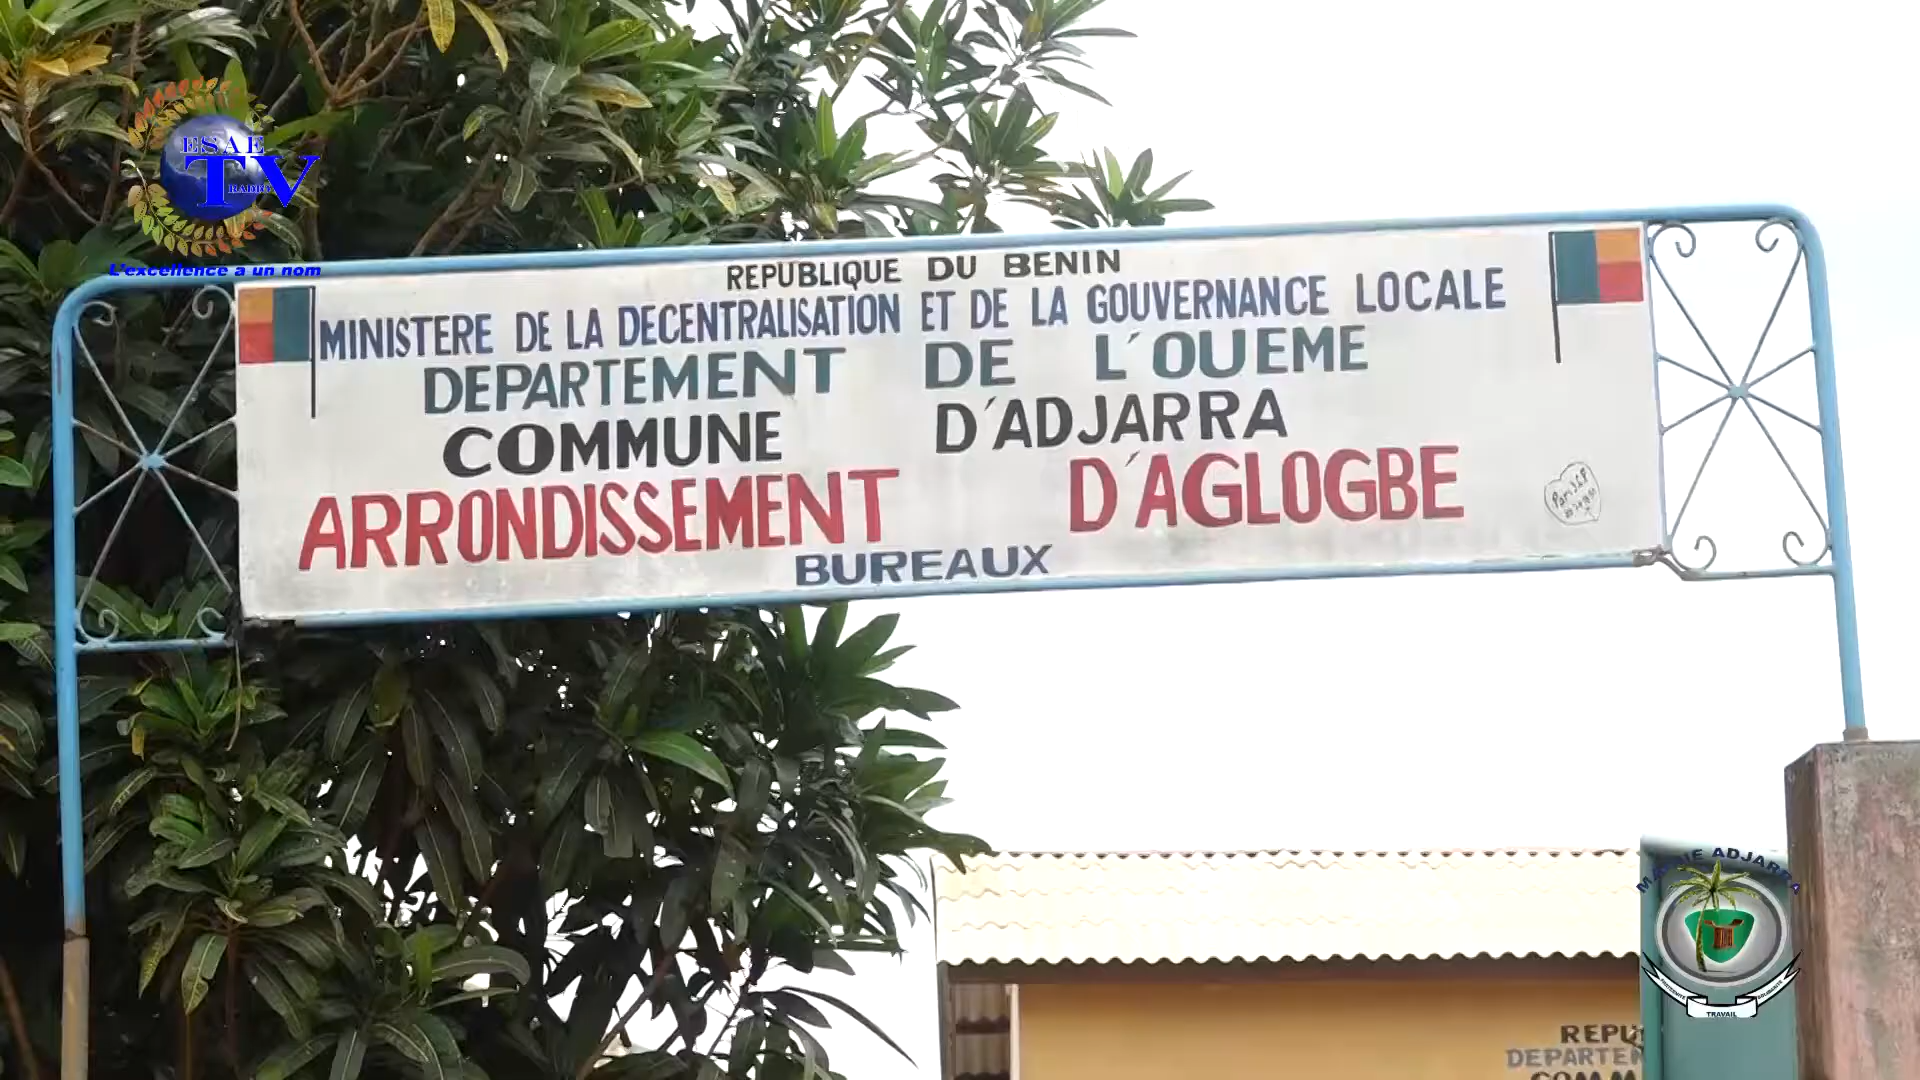 ESAE
TV
RADIO
L'excellence a un nom
REPUBLIQUE DU BENIN
MINISTERE DE LA DECENTRALISATION ET DE LA GOUVERNANCE LOCALE
DEPARTEMENT DE L'OUEME
COMMUNE D'ADJARRA
ARRONDISSEMENT D'AGLOGBE
BUREAUX
MAIRIE ADJARRA
TRAVAIL
REPU
DEPARTEM
COMM